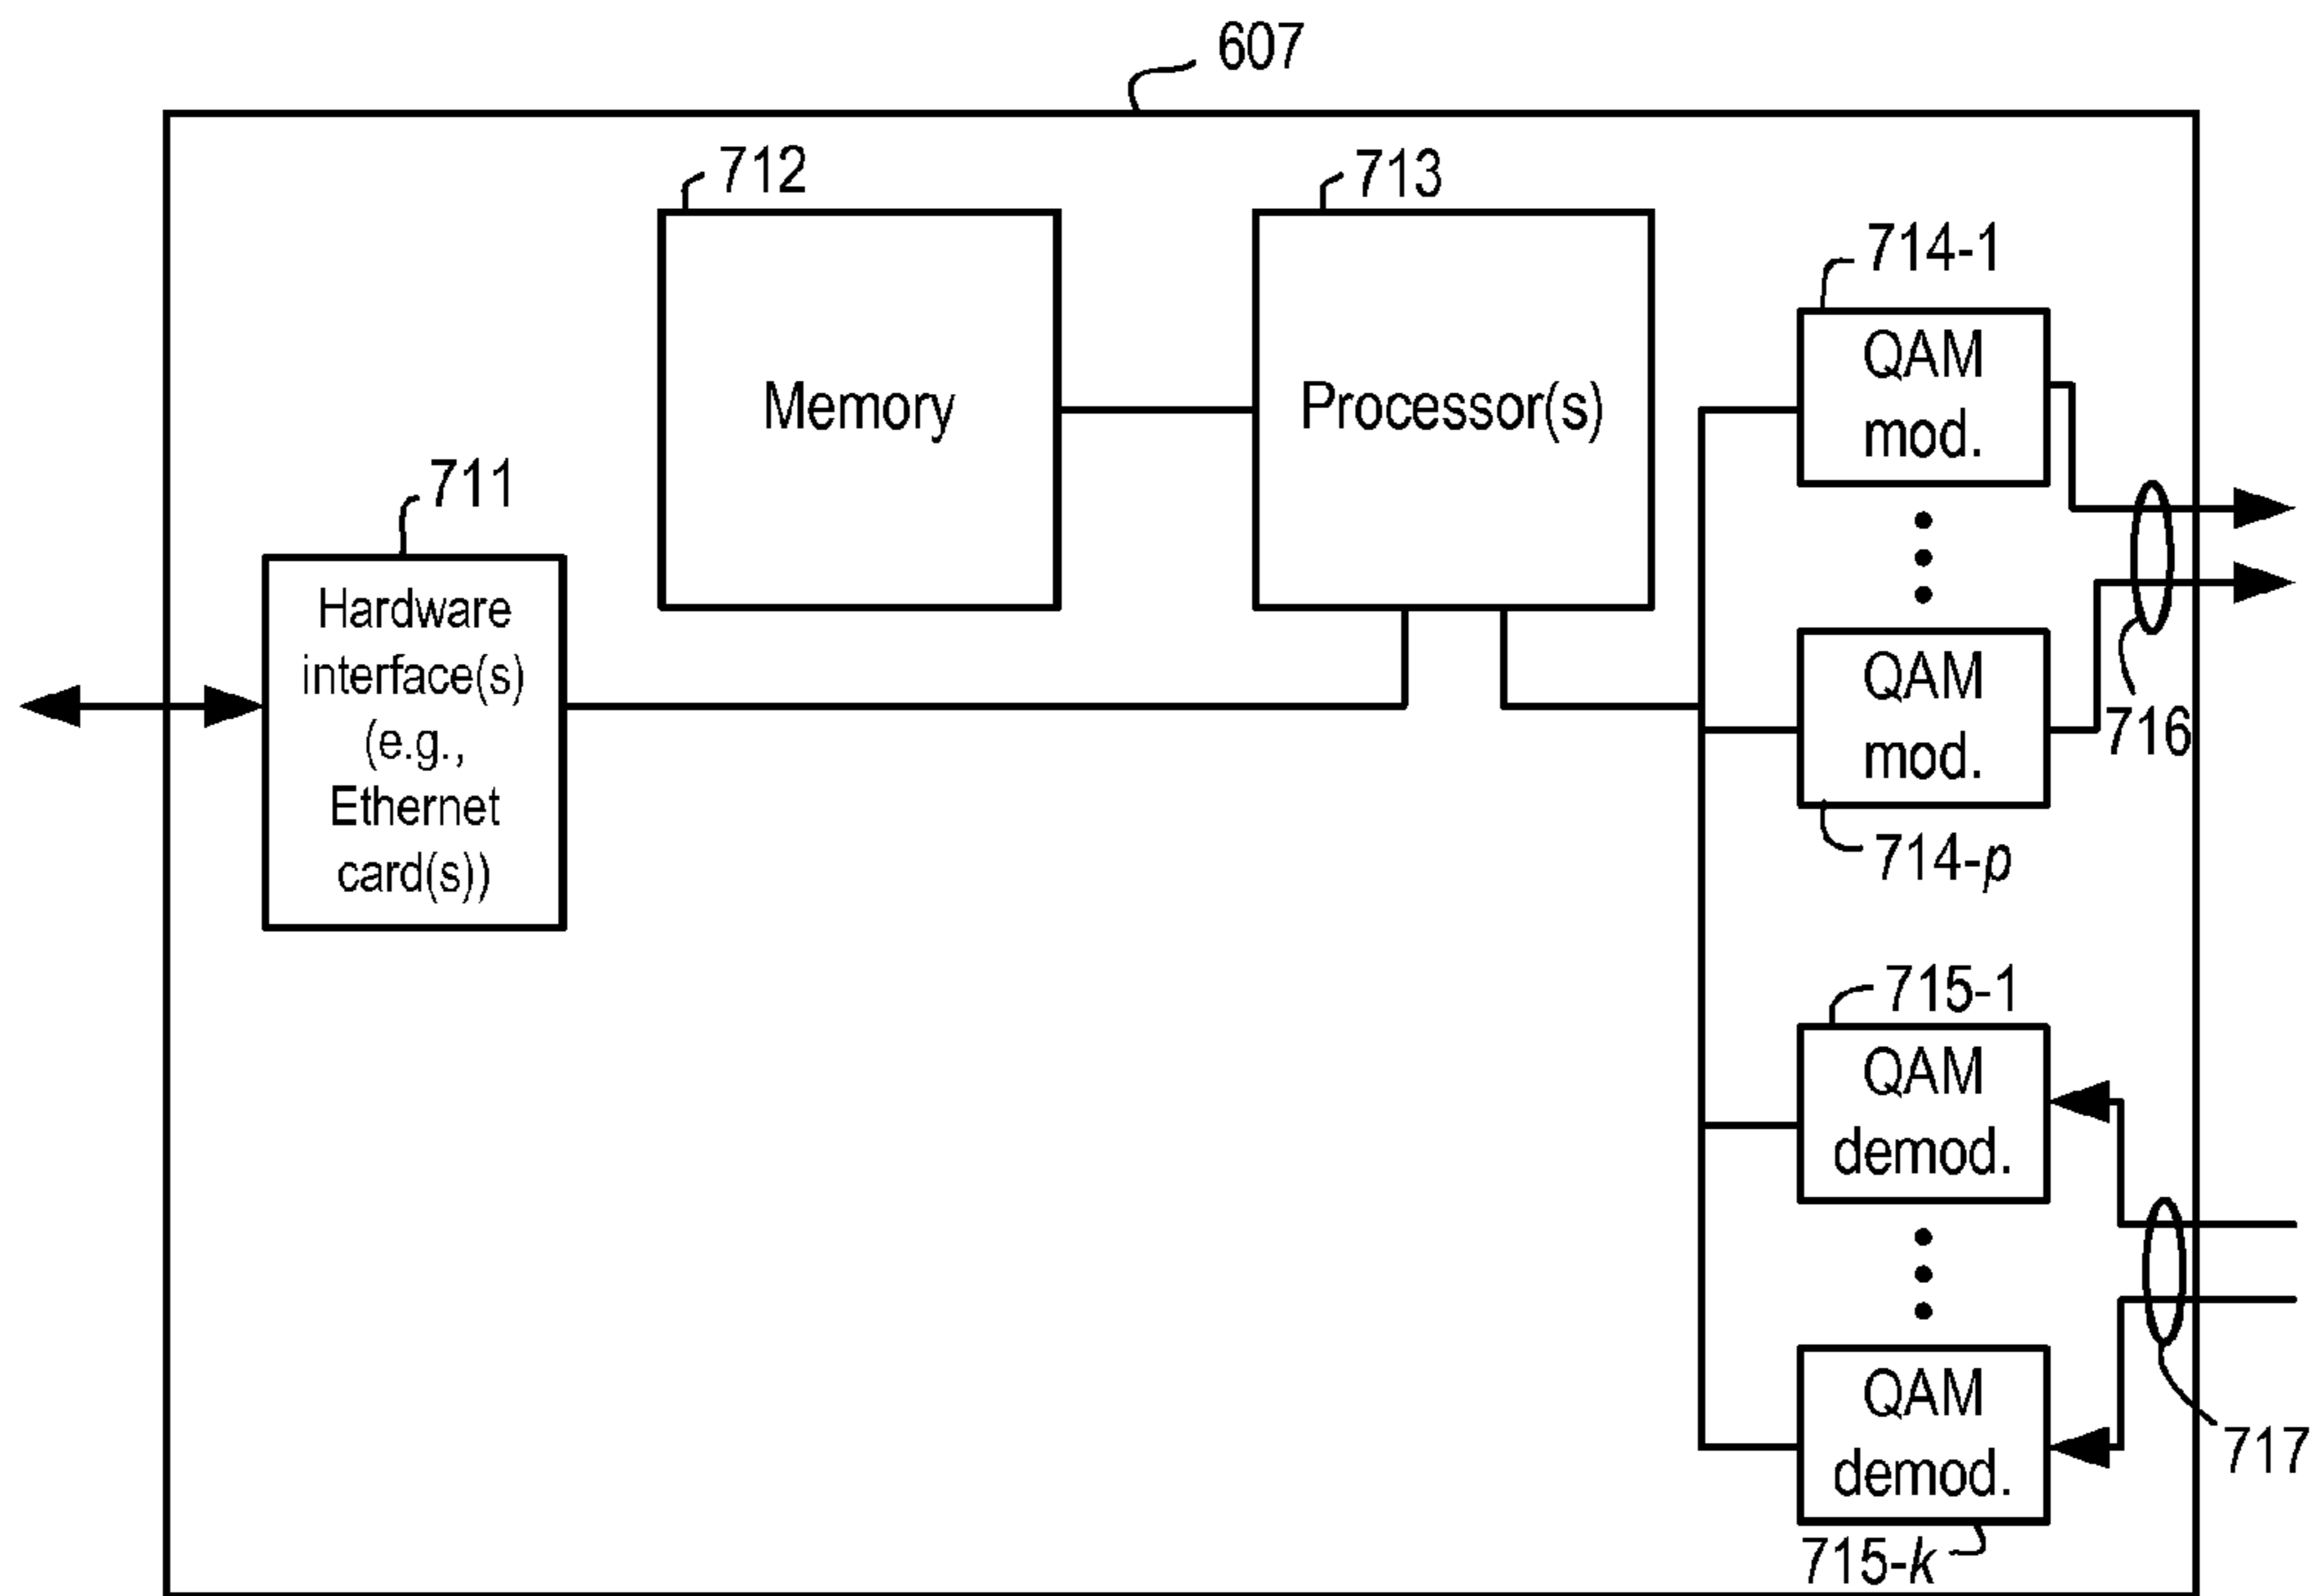 607
712
713
714-1
QAM
mod.
Memory
Processor(s)
711
Hardware
interface(s)
(e.g.,
Ethernet
card(s))
QAM
mod.
716
714-p
715-1
QAM
demod.
QAM
demod.
717
715-k